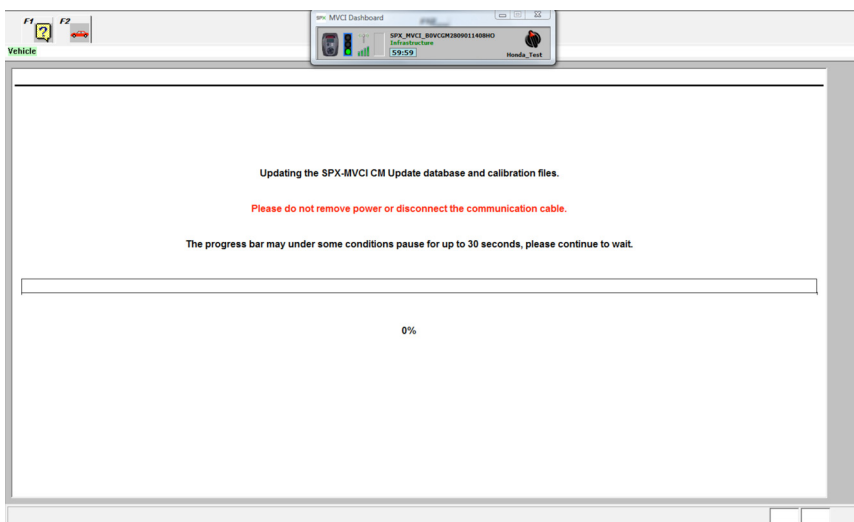 F1 F2
SPX MVCI Dashboard
SPX_MVCI_B0VCGM2809011408HO
Infrastructure
59:59
Honda_Test
Vehicle
Updating the SPX-MVCI CM Update database and calibration files.
Please do not remove power or disconnect the communication cable.
The progress bar may under some conditions pause for up to 30 seconds, please continue to wait.
0%